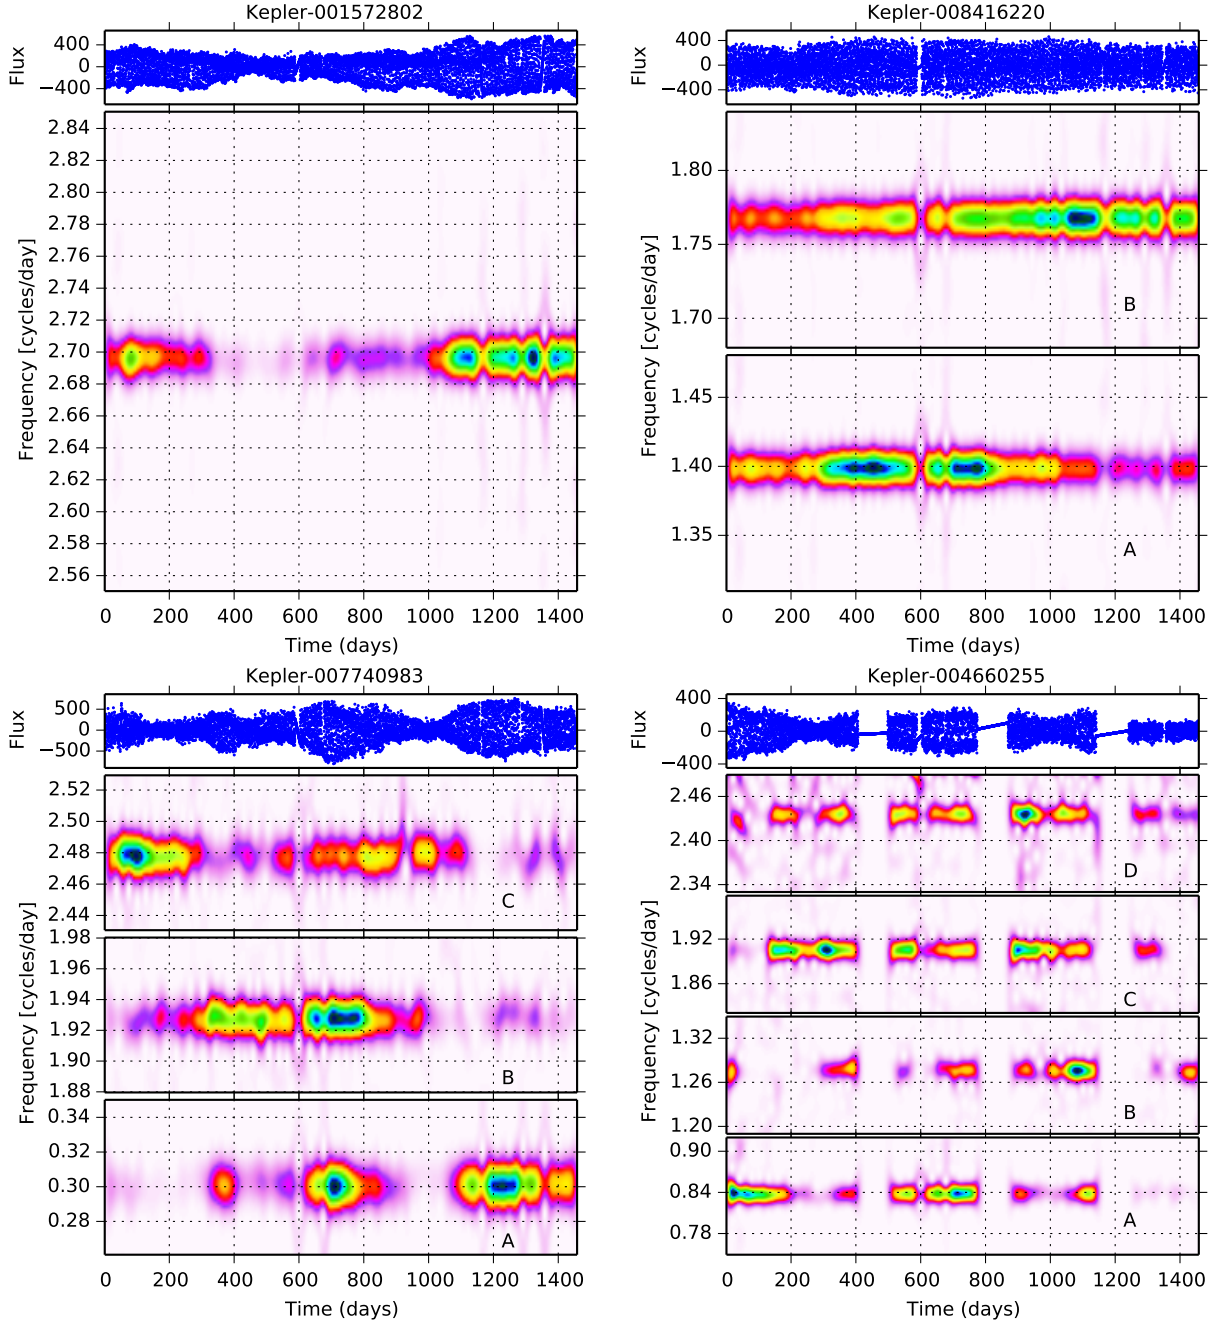 Kepler-001572802
Flux
400
0
−400
Frequency [cycles/day]
2.84
2.82
2.80
2.78
2.76
2.74
2.72
2.70
2.68
2.66
2.64
2.62
2.60
2.58
2.56
0 200 400 600 800 1000 1200 1400
Time (days)
Kepler-008416220
Flux
400
0
−400
Frequency [cycles/day]
1.80
1.75
1.70
B
1.45
1.40
1.35
A
0 200 400 600 800 1000 1200 1400
Time (days)
Kepler-007740983
Flux
500
0
−500
Frequency [cycles/day]
2.52
2.50
2.48
2.46
2.44
C
1.98
1.96
1.94
1.92
1.90
1.88
B
0.34
0.32
0.30
0.28
A
0 200 400 600 800 1000 1200 1400
Time (days)
Kepler-004660255
Flux
400
0
−400
Frequency [cycles/day]
2.46
2.40
2.34
D
1.92
1.86
C
1.32
1.26
1.20
B
0.90
0.84
0.78
A
0 200 400 600 800 1000 1200 1400
Time (days)